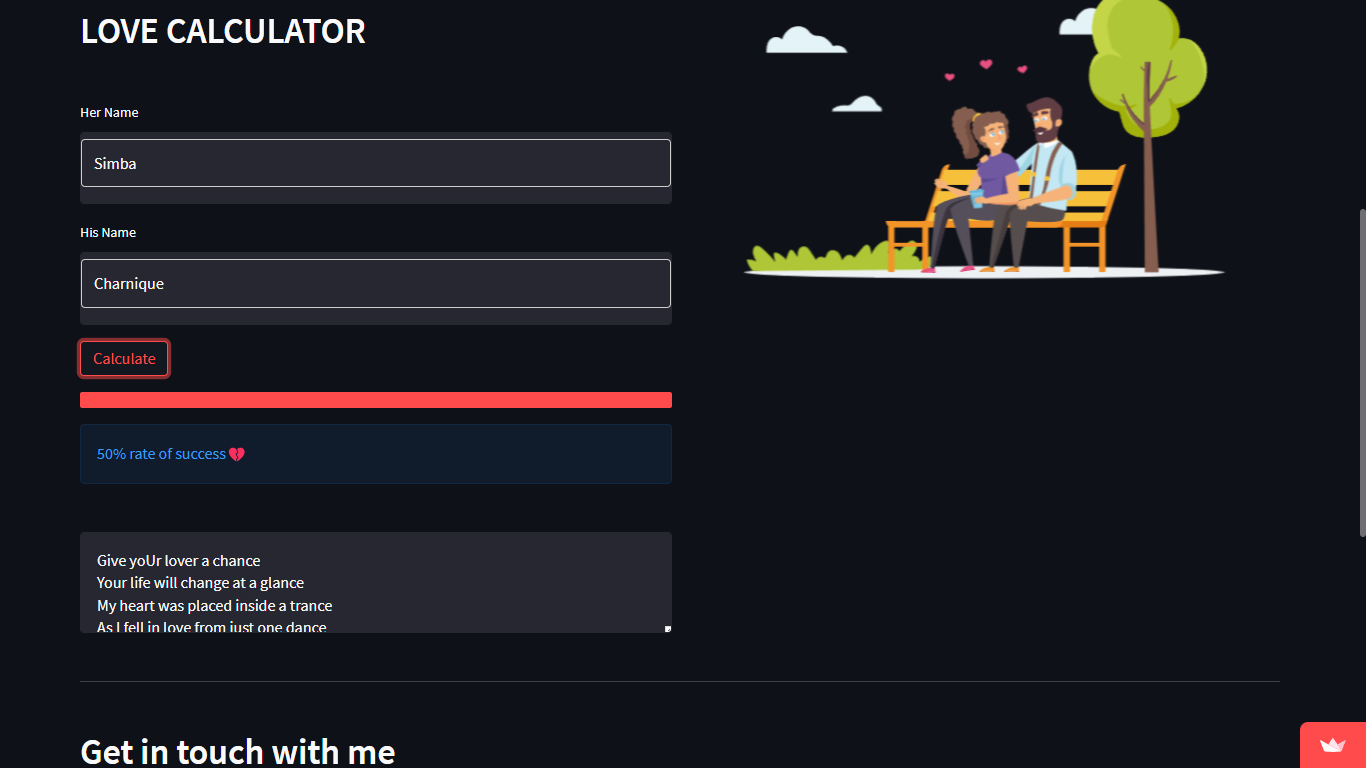 LOVE CALCULATOR
Her Name
Simba
His Name
Charnique
Calculate
50% rate of success
Give yoUr lover a chance
Your life will change at a glance
My heart was placed inside a trance
As I fell in love from just one dance
Get in touch with me